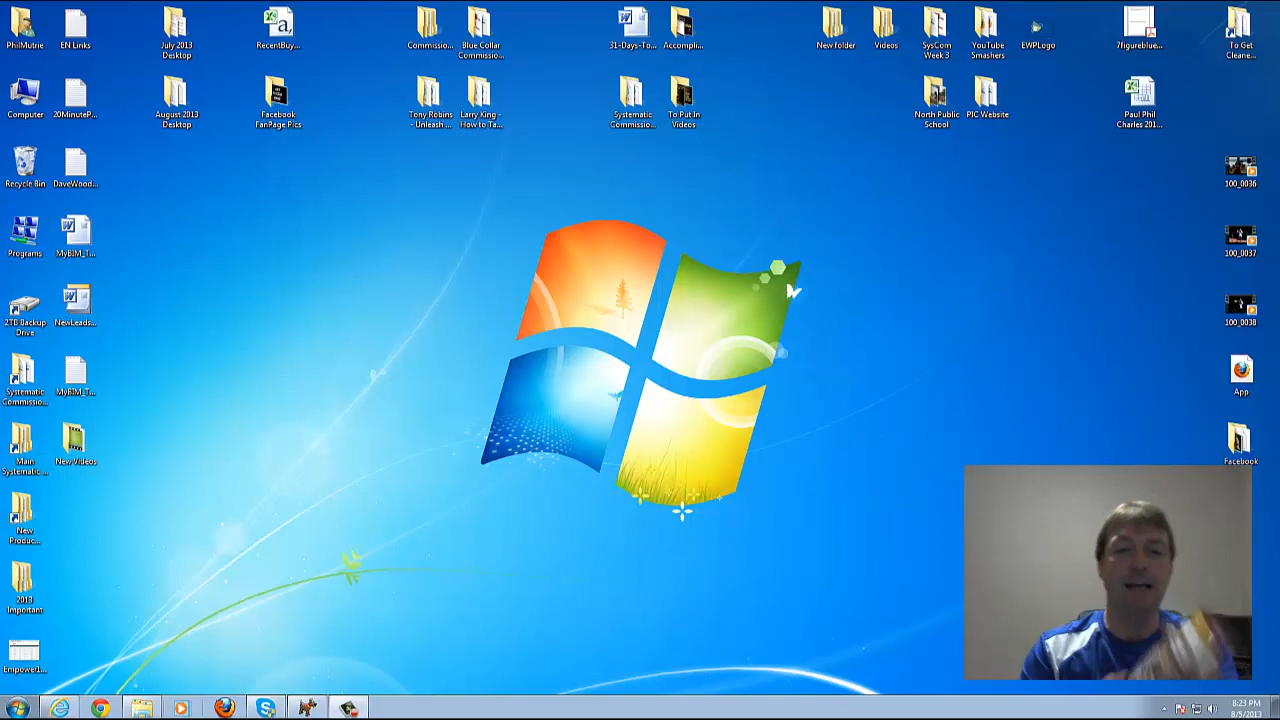 PhilMutrie
EN Links
July 2013
Desktop
RecentBuy...
Commissio...
Blue Collar
Commissio...
31-Days-To...
Accompli...
New folder
Videos
SysCom
Week 3
YouTube
Smashers
EWPLogo
7figureblue...
To Get
Cleane...
Computer
20MinuteP...
August 2013
Desktop
Facebook
FanPage Pics
Tony Robins
- Unleash ...
Larry King -
How to Ta...
Systematic
Commissio...
To Put In
Videos
North Public
School
PIC Website
Paul Phil
Charles 201...
Recycle Bin
DaveWood...
100_0036
Programs
MyBIM_T...
100_0037
2TB Backup
Drive
NewLeads...
100_0038
Systematic
Commissio...
MyBIM_T...
App
Main
Systematic ...
New Videos
Facebook
New
Produc...
2013
Important
Empower1...
8:23 PM
8/5/2013